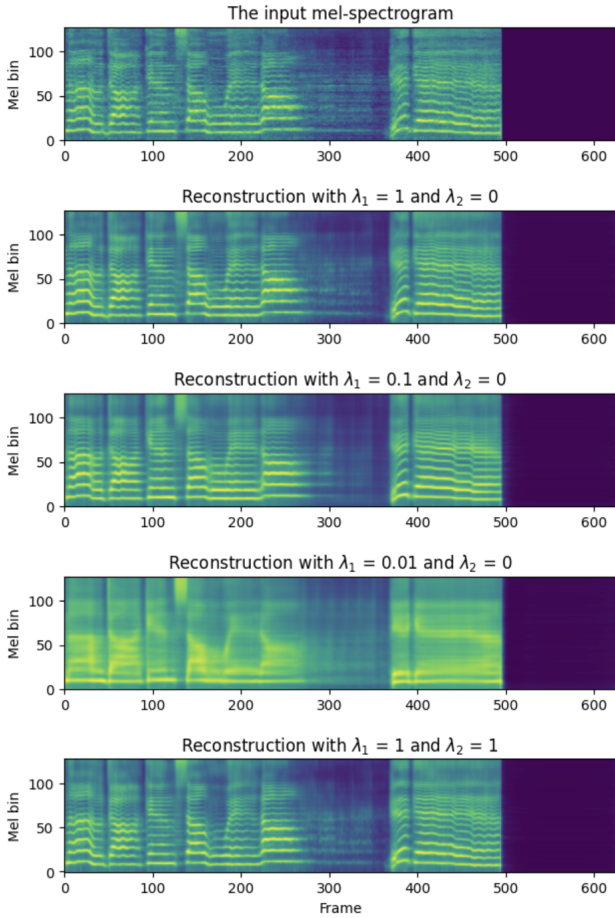 The input mel-spectrogram
Mel bin
100
50
0
0 100 200 300 400 500 600
Reconstruction with λ₁ = 1 and λ₂ = 0
Mel bin
100
50
0
0 100 200 300 400 500 600
Reconstruction with λ₁ = 0.1 and λ₂ = 0
Mel bin
100
50
0
0 100 200 300 400 500 600
Reconstruction with λ₁ = 0.01 and λ₂ = 0
Mel bin
100
50
0
0 100 200 300 400 500 600
Reconstruction with λ₁ = 1 and λ₂ = 1
Mel bin
100
50
0
0 100 200 300 400 500 600
Frame